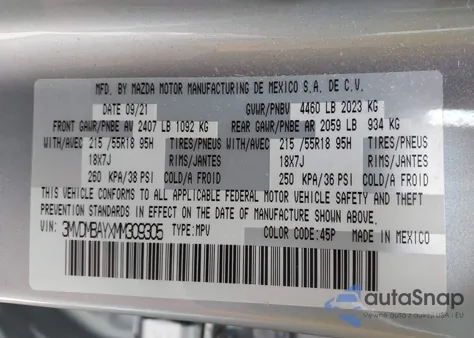 MFD. BY MAZDA MOTOR MANUFACTURING DE MEXICO S.A. DE C.V.
DATE 09/21 GVWR/PNBV 4460 LB 2023 KG
FRONT GAWR/PNBE AV 2407 LB 1092 KG REAR GAWR/PNBE AR 2059 LB 934 KG
WITH/AVEC 215 /55R18 95H TIRES/PNEUS WITH/AVEC 215 /55R18 95H TIRES/PNEUS
18X7J RIMS/JANTES 18X7J RIMS/JANTES
260 KPA/38 PSI COLD/A FROID 250 KPA/36 PSI COLD/A FROID
THIS VEHICLE CONFORMS TO ALL APPLICABLE FEDERAL MOTOR VEHICLE SAFETY AND THEFT
PREVENTION STANDARDS IN EFFECT ON THE DATE OF MANUFACTURE SHOWN ABOVE.
VIN: 3MVDMBAYXMM309305 TYPE:MPV COLOR CODE:45P MADE IN MEXICO
autoSnap
Twoje auto z aukcji USA i EU